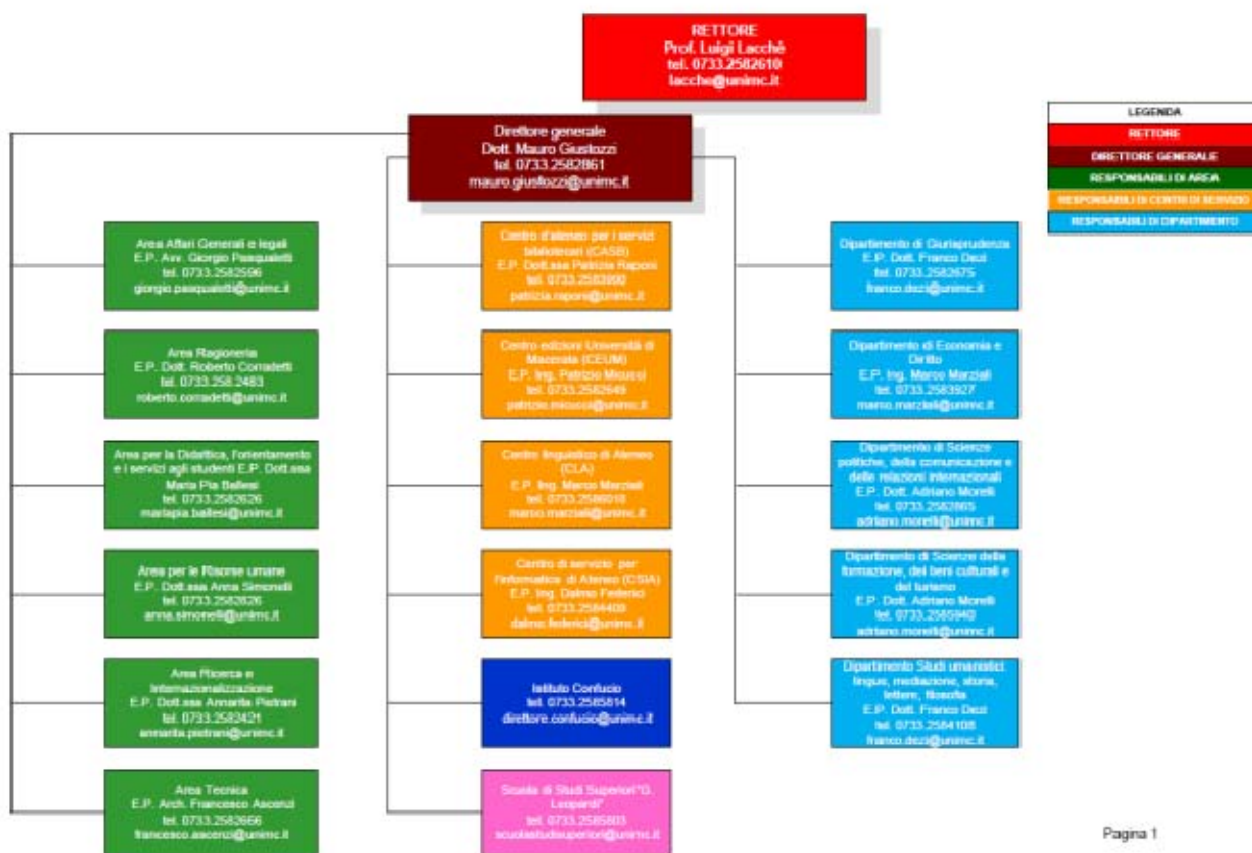 RETTORE
Prof. Luigi Lacchè
tel. 0733.2582610
lacche@unimc.it
Direttore generale
Dott. Mauro Giustozzi
tel. 0733.2582861
mauro.giustozzi@unimc.it
LEGENDA
RETTORE
DIRETTORE GENERALE
RESPONSABILI DI AREA
RESPONSABILI DI CENTRI DI SERVIZIO
RESPONSABILI DI DIPARTIMENTO
Area Affari Generali e legali
E.P. Avv. Giorgio Pasqualetti
tel. 0733.2582596
giorgio.pasqualetti@unimc.it
Area Ragioneria
E.P. Dott. Roberto Corradetti
tel. 0733.258.2483
roberto.corradetti@unimc.it
Area per la Didattica, l'orientamento
e i servizi agli studenti E.P. Dott.ssa
Maria Pia Ballesi
tel. 0733.2582626
mariapia.ballesi@unimc.it
Area per le Risorse umane
E.P. Dott.ssa Anna Simonelli
tel. 0733.2582826
anna.simonelli@unimc.it
Area Ricerca e
Internazionalizzazione
E.P. Dott.ssa Annarita Pietrani
tel. 0733.2582421
annarita.pietrani@unimc.it
Area Tecnica
E.P. Arch. Francesco Ascenzi
tel. 0733.2582666
francesco.ascenzi@unimc.it
Centro d'ateneo per i servizi
bibliotecari (CASB)
E.P. Dott.ssa Patrizia Raponi
tel.
patrizia.raponi@unimc.it
Centro edizioni Università di
Macerata (CEUM)
E.P. Ing. Patrizio Micucci
tel. 0733.2582649
patrizio.micucci@unimc.it
Centro linguistico di Ateneo
(CLA)
E.P. Ing. Marco Marziali
tel. 0733.2586018
marco.marziali@unimc.it
Centro di servizio per
l'informatica di Ateneo (CSIA)
E.P. Ing. Dalmo Federici
tel. 0733.2584409
dalmo.federici@unimc.it
Istituto Confucio
tel. 0733.2585814
direttore.confucio@unimc.it
Scuola di Studi Superiori "G.
Leopardi"
tel. 0733.2585803
scuolastudisuperiori@unimc.it
Dipartimento di Giurisprudenza
E.P. Dott. Franco Dezi
tel. 0733.2582675
franco.dezi@unimc.it
Dipartimento di Economia e
Diritto
E.P. Ing. Marco Marziali
tel. 0733.2583927
marco.marziali@unimc.it
Dipartimento di Scienze
politiche, della comunicazione e
delle relazioni internazionali
E.P. Dott. Adriano Morelli
tel. 0733.2582865
adriano.morelli@unimc.it
Dipartimento di Scienze della
formazione, dei beni culturali e
del turismo
E.P. Dott. Adriano Morelli
tel.
adriano.morelli@unimc.it
Dipartimento Studi umanistici
lingue, mediazione, storia,
lettere, filosofia
E.P. Dott. Franco Dezi
tel. 0733.2584108
franco.dezi@unimc.it
Pagina 1